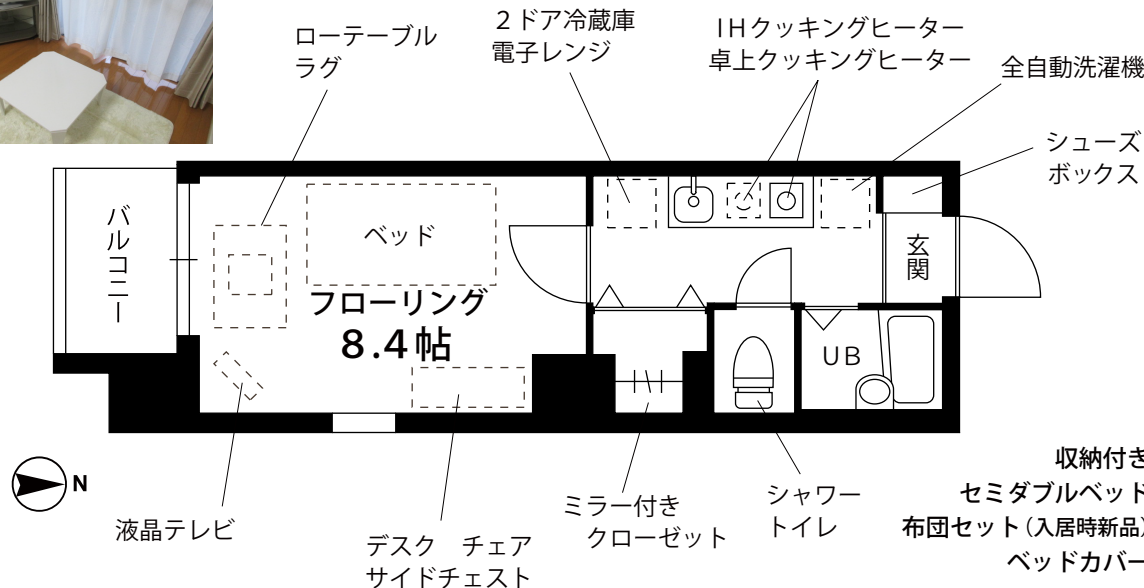 ローテーブル
ラグ
2ドア冷蔵庫
電子レンジ
IHクッキングヒーター
卓上クッキングヒーター
全自動洗濯機
シューズ
ボックス
バルコニー
ベッド
フローリング
8.4帖
玄関
UB
N
液晶テレビ
デスク　チェア
サイドチェスト
ミラー付き
クローゼット
シャワー
トイレ
収納付き
セミダブルベッド
布団セット（入居時新品）
ベッドカバー